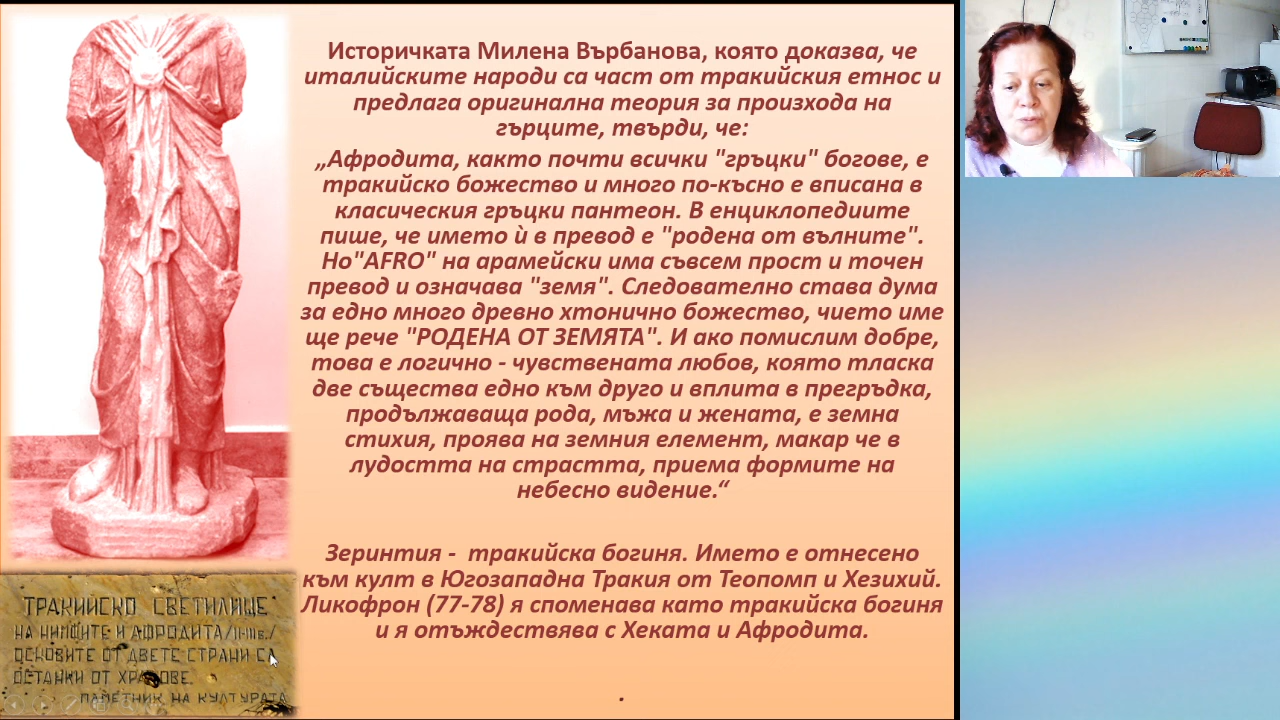 Историчката Милена Върбанова, която доказва, че
италийските народи са част от тракийския етнос и
предлага оригинална теория за произхода на
гърците, твърди, че:
„Афродита, както почти всички "гръцки" богове, е
тракийско божество и много по-късно е вписана в
класическия гръцки пантеон. В енциклопедиите
пише, че името ѝ в превод е "родена от вълните".
Но"AFRO" на арамейски има съвсем прост и точен
превод и означава "земя". Следователно става дума
за едно много древно хтонично божество, чието име
ще рече "РОДЕНА ОТ ЗЕМЯТА". И ако помислим добре,
това е логично - чувствената любов, която тласка
две същества едно към друго и вплита в прегръдка,
продължаваща рода, мъжа и жената, е земна
стихия, проява на земния елемент, макар че в
лудостта на страстта, приема формите на
небесно видение.“
Зеринтия - тракийска богиня. Името е отнесено
към култ в Югозападна Тракия от Теопомп и Хезихий.
Ликофрон (77-78) я споменава като тракийска богиня
и я отъждествява с Хеката и Афродита.
.
ТРАКИЙСКО СВЕТИЛИЩЕ
НА НИМФИТЕ И АФРОДИТА /II-IIIв./
ОСНОВИТЕ ОТ ДВЕТЕ СТРАНИ СА
ОСТАНКИ ОТ ХРАМОВЕ.
ПАМЕТНИК НА КУЛТУРАТА